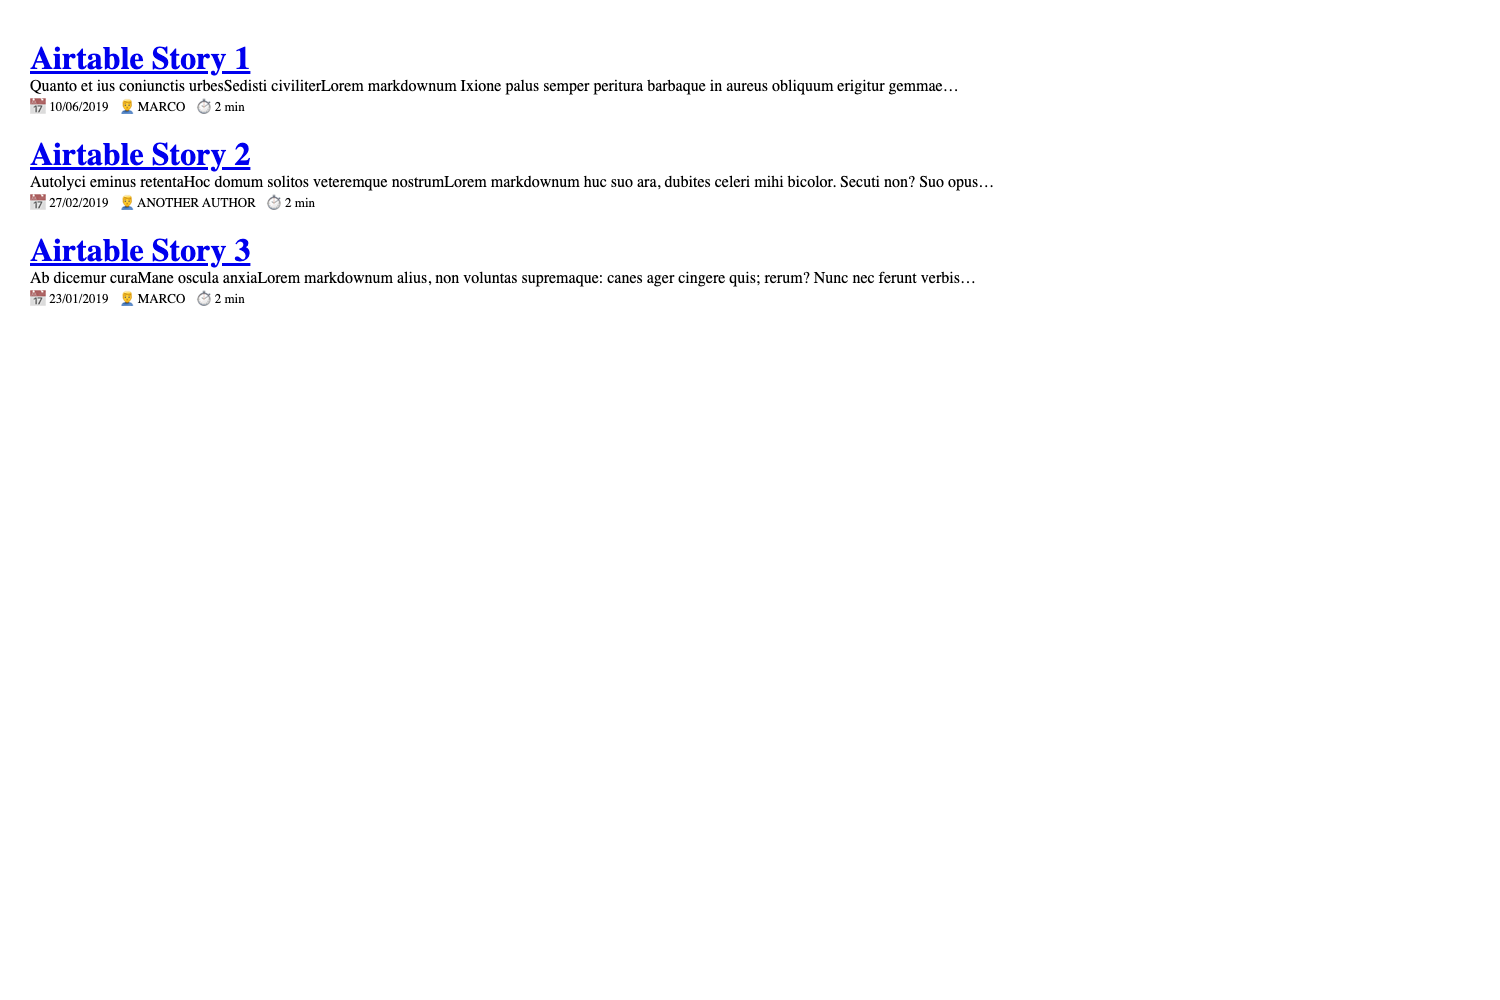 Airtable Story 1
Quanto et ius coniunctis urbesSedisti civiliterLorem markdownum Ixione palus semper peritura barbaque in aureus obliquum erigitur gemmae…
📅 10/06/2019 👨‍💼 MARCO ⏱ 2 min
Airtable Story 2
Autolyci eminus retentaHoc domum solitos veteremque nostrumLorem markdownum huc suo ara, dubites celeri mihi bicolor. Secuti non? Suo opus…
📅 27/02/2019 👨‍💼 ANOTHER AUTHOR ⏱ 2 min
Airtable Story 3
Ab dicemur curaMane oscula anxiaLorem markdownum alius, non voluntas supremaque: canes ager cingere quis; rerum? Nunc nec ferunt verbis…
📅 23/01/2019 👨‍💼 MARCO ⏱ 2 min